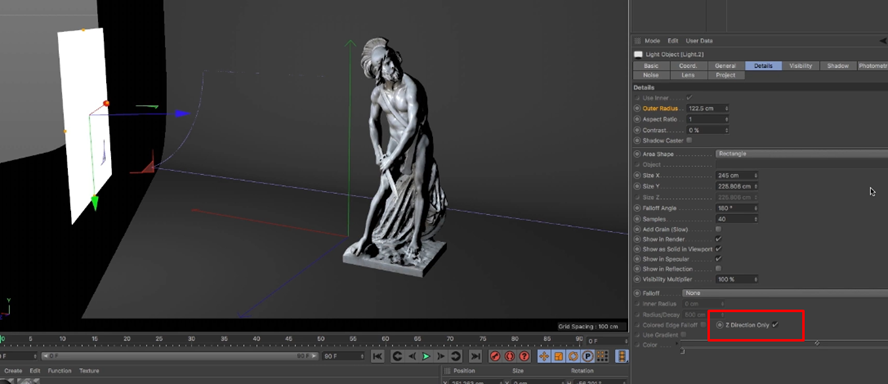 Mode Edit User Data
Light Object [Light.2]
Basic Coord. General Details Visibility Shadow Photometric
Noise Lens Project
Details
Use Inner
Outer Radius 122.5 cm
Aspect Ratio 1
Contrast 0 %
Shadow Caster
Area Shape Rectangle
Object
Size X 245 cm
Size Y 225.806 cm
Size Z 225.806 cm
Falloff Angle 180 °
Samples 40
Add Grain (Slow)
Show in Render
Show as Solid in Viewport
Show in Specular
Show in Reflection
Visibility Multiplier 100 %
Falloff None
Inner Radius 0 cm
Radius/Decay 500 cm
Colored Edge Falloff Z Direction Only
Use Gradient
Color
Y
Grid Spacing : 100 cm
0 5 10 15 20 25 30 35 40 45 50 55 60 65 70 75 80 85 90 0 F
0 F 0 F 90 F 90 F
Create Edit Function Texture
Position Size Rotation